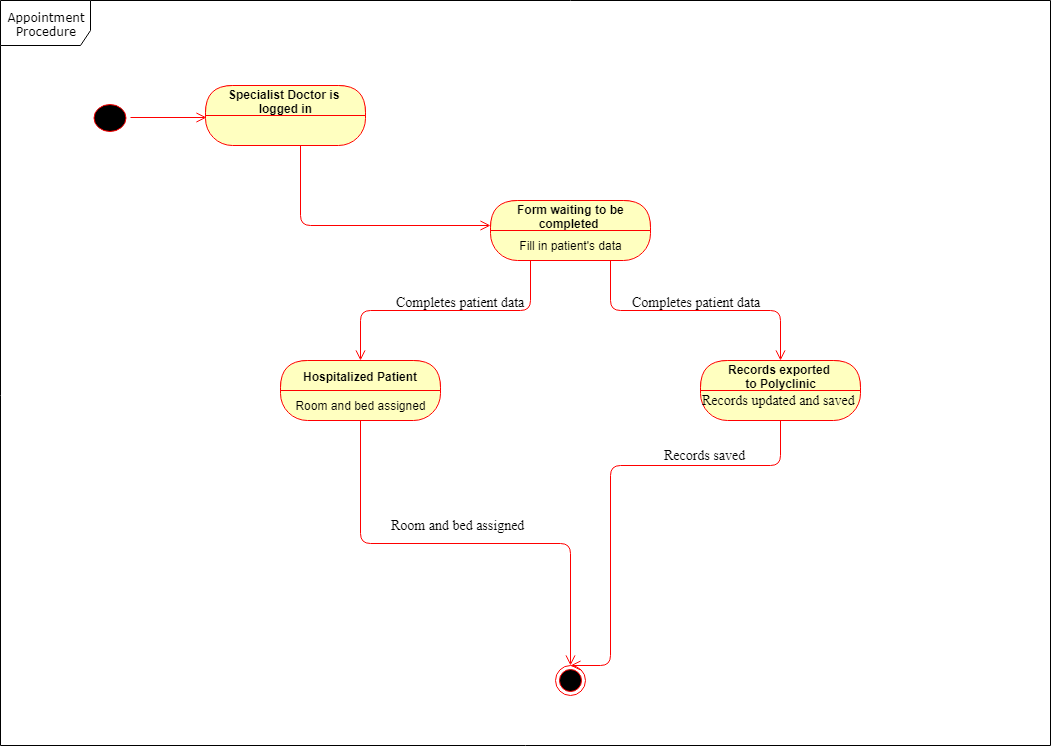 Appointment
Procedure
Specialist Doctor is
logged in
Form waiting to be
completed
Fill in patient's data
Completes patient data
Completes patient data
Hospitalized Patient
Room and bed assigned
Records exported
to Polyclinic
Records updated and saved
Records saved
Room and bed assigned